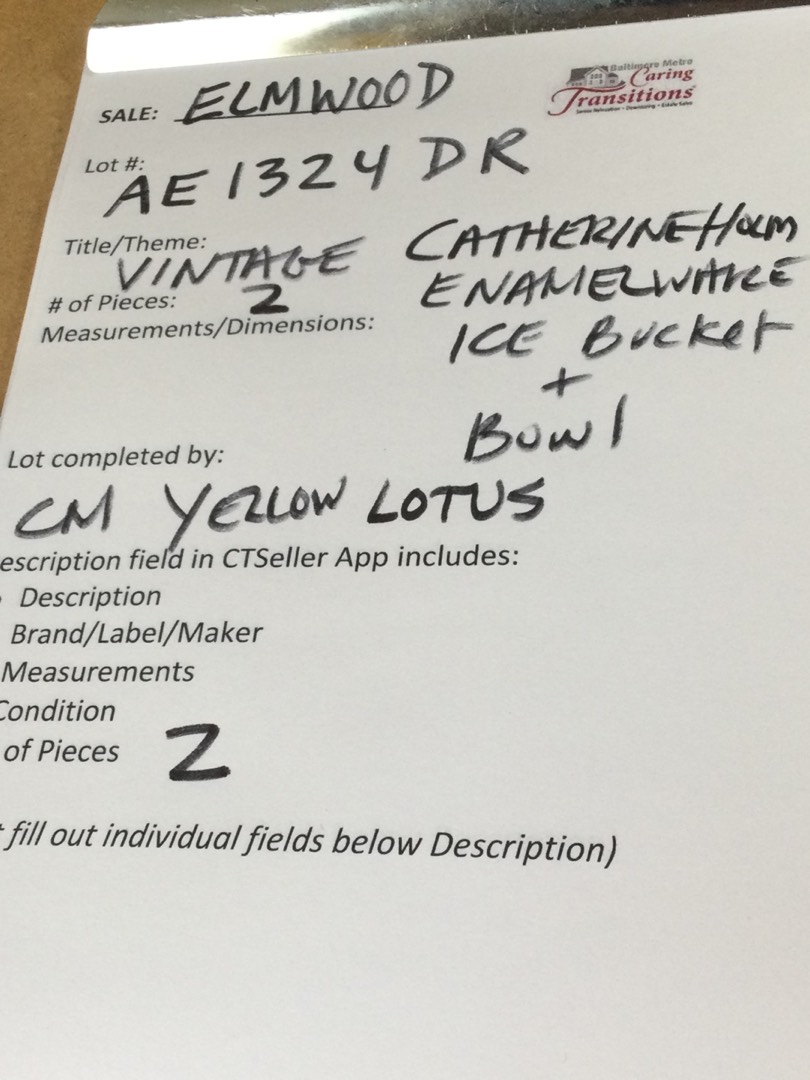 Baltimore Metro
Caring
Transitions
SALE: ELMWOOD
Lot #:
AE1324 DR
Title/Theme:
VINTAGE CATHERINEHOLM
# of Pieces: 2 ENAMELWARE
Measurements/Dimensions: ICE BUCKET
+
BOWl
Lot completed by:
CM YELLOW LOTUS
escription field in CTSeller App includes:
Description
Brand/Label/Maker
Measurements
Condition
of Pieces 2
fill out individual fields below Description)